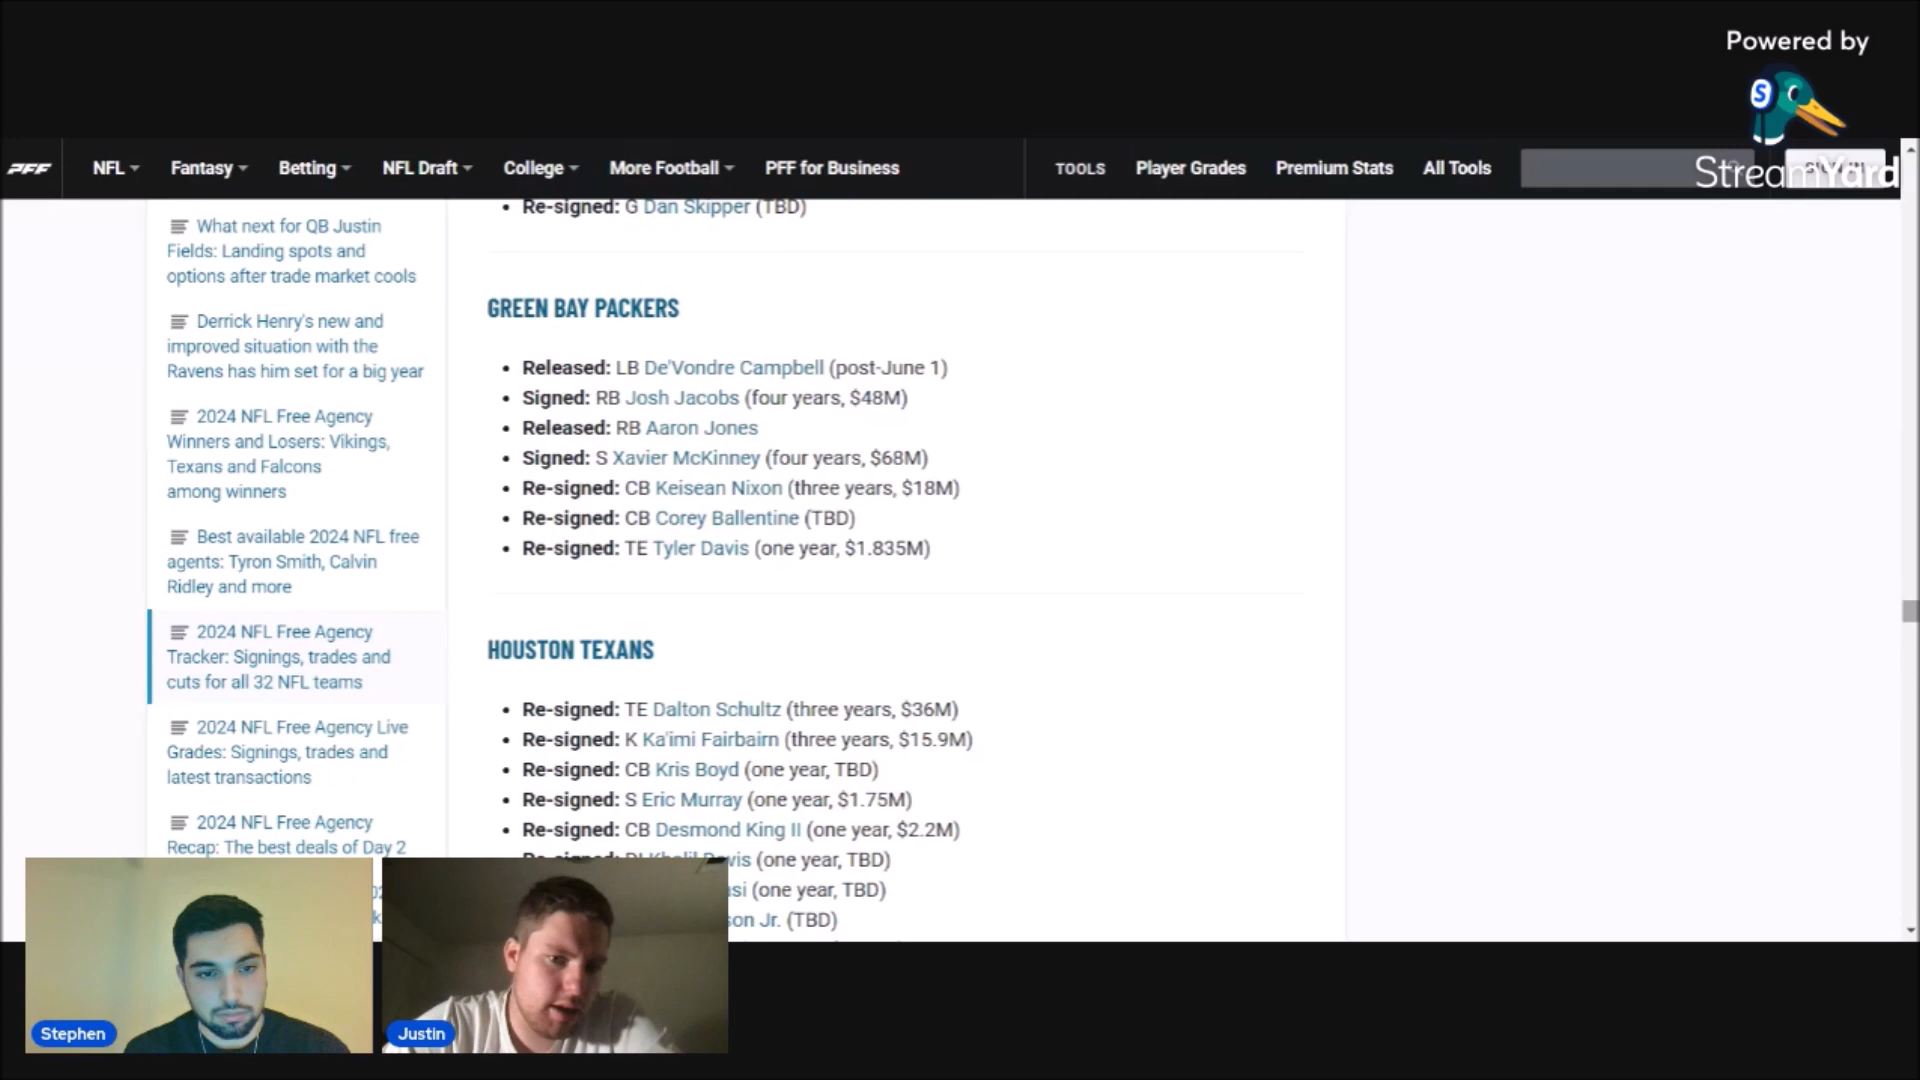 Powered by
S
StreamYard
PFF
NFL
Fantasy
Betting
NFL Draft
College
More Football
PFF for Business
TOOLS
Player Grades
Premium Stats
All Tools
What next for QB Justin
Fields: Landing spots and
options after trade market cools
Derrick Henry's new and
improved situation with the
Ravens has him set for a big year
2024 NFL Free Agency
Winners and Losers: Vikings,
Texans and Falcons
among winners
Best available 2024 NFL free
agents: Tyron Smith, Calvin
Ridley and more
2024 NFL Free Agency
Tracker: Signings, trades and
cuts for all 32 NFL teams
2024 NFL Free Agency Live
Grades: Signings, trades and
latest transactions
2024 NFL Free Agency
Recap: The best deals of Day 2
• Re-signed: G Dan Skipper (TBD)
GREEN BAY PACKERS
• Released: LB De'Vondre Campbell (post-June 1)
• Signed: RB Josh Jacobs (four years, $48M)
• Released: RB Aaron Jones
• Signed: S Xavier McKinney (four years, $68M)
• Re-signed: CB Keisean Nixon (three years, $18M)
• Re-signed: CB Corey Ballentine (TBD)
• Re-signed: TE Tyler Davis (one year, $1.835M)
HOUSTON TEXANS
• Re-signed: TE Dalton Schultz (three years, $36M)
• Re-signed: K Ka'imi Fairbairn (three years, $15.9M)
• Re-signed: CB Kris Boyd (one year, TBD)
• Re-signed: S Eric Murray (one year, $1.75M)
• Re-signed: CB Desmond King II (one year, $2.2M)
(one year, TBD)
(one year, TBD)
Jr. (TBD)
Stephen
Justin